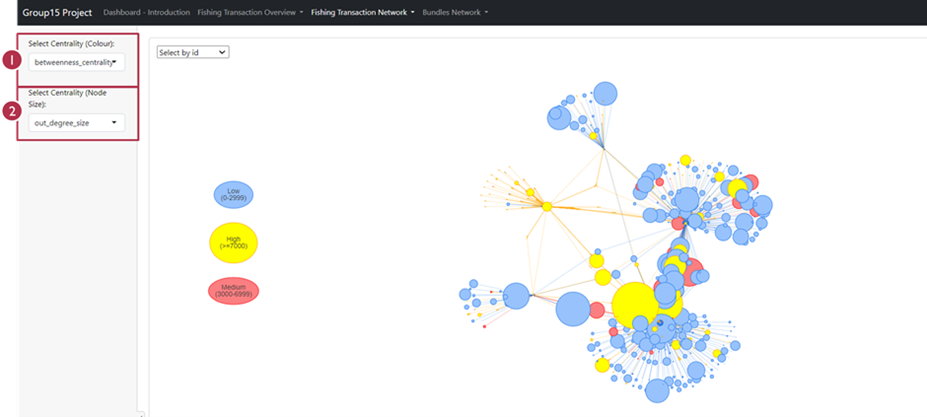 Group15 Project Dashboard - Introduction Fishing Transaction Overview Fishing Transaction Network Bundles Network
1
Select Centrality (Colour):
betweenness_centrality
2
Select Centrality (Node
Size):
out_degree_size
Select by id
Low
(0-2999)
High
(>=7000)
Medium
(3000-6999)